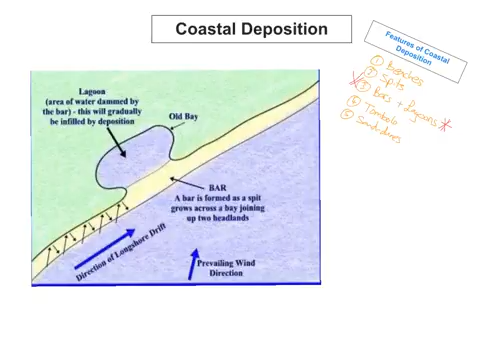 Coastal Deposition
Features of Coastal
Deposition
① Beaches
② Spits
③ Bars + Lagoons
④ Tombolo
⑤ Sand dunes
Lagoon
(area of water dammed by
the bar) - this will gradually
be infilled by deposition
Old Bay
BAR
A bar is formed as a spit
grows across a bay joining
up two headlands
Direction of Longshore Drift
Prevailing Wind
Direction